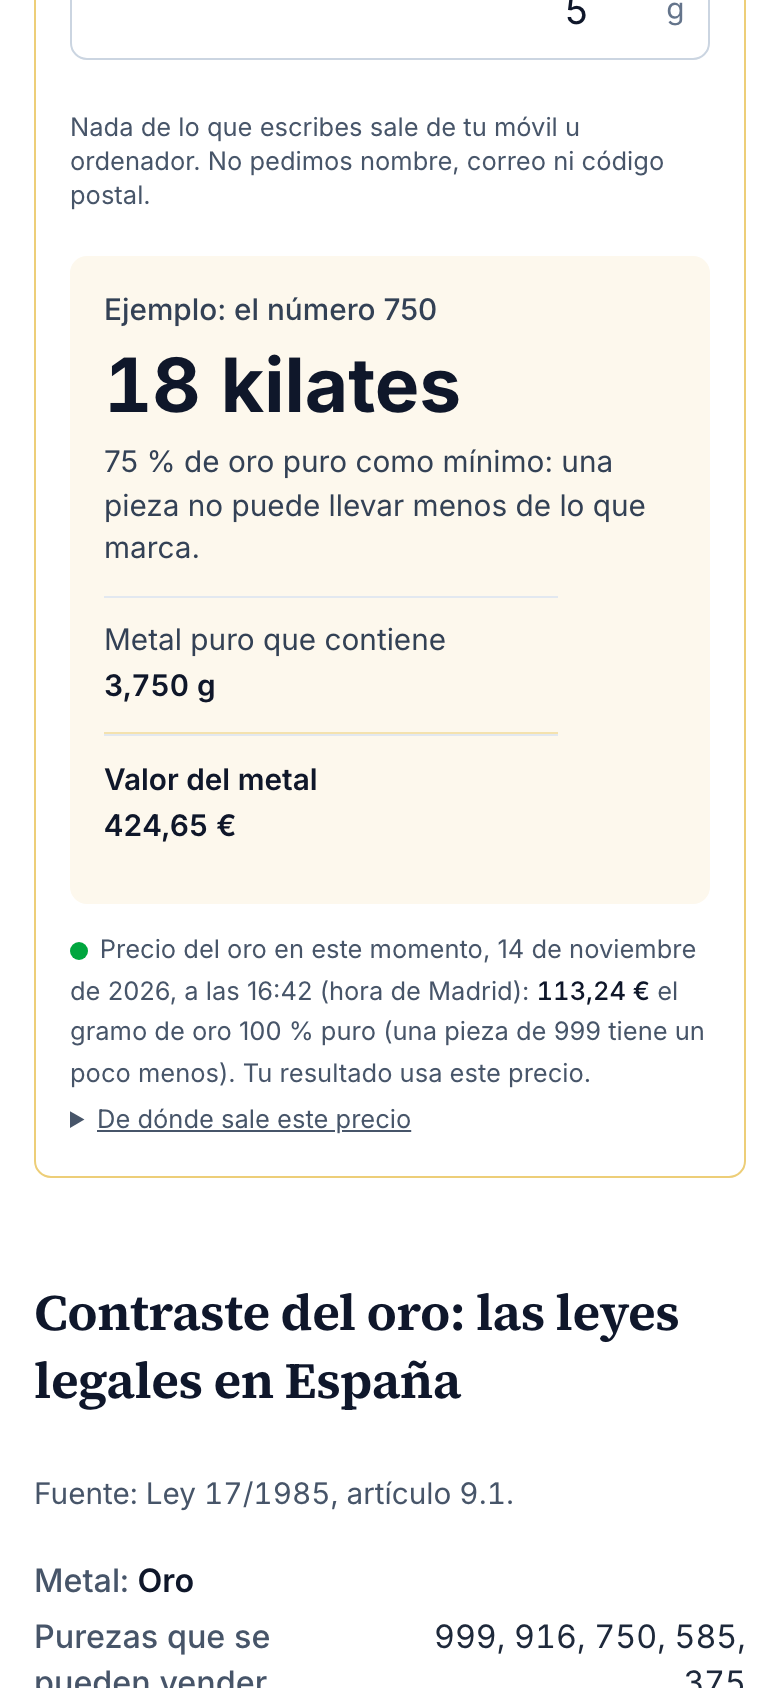 5 g
Nada de lo que escribes sale de tu móvil u
ordenador. No pedimos nombre, correo ni código
postal.
Ejemplo: el número 750
18 kilates
75 % de oro puro como mínimo: una
pieza no puede llevar menos de lo que
marca.
Metal puro que contiene
3,750 g
Valor del metal
424,65 €
Precio del oro en este momento, 14 de noviembre
de 2026, a las 16:42 (hora de Madrid): 113,24 € el
gramo de oro 100 % puro (una pieza de 999 tiene un
poco menos). Tu resultado usa este precio.
De dónde sale este precio
Contraste del oro: las leyes
legales en España
Fuente: Ley 17/1985, artículo 9.1.
Metal: Oro
Purezas que se 999, 916, 750, 585,
pueden vender 375